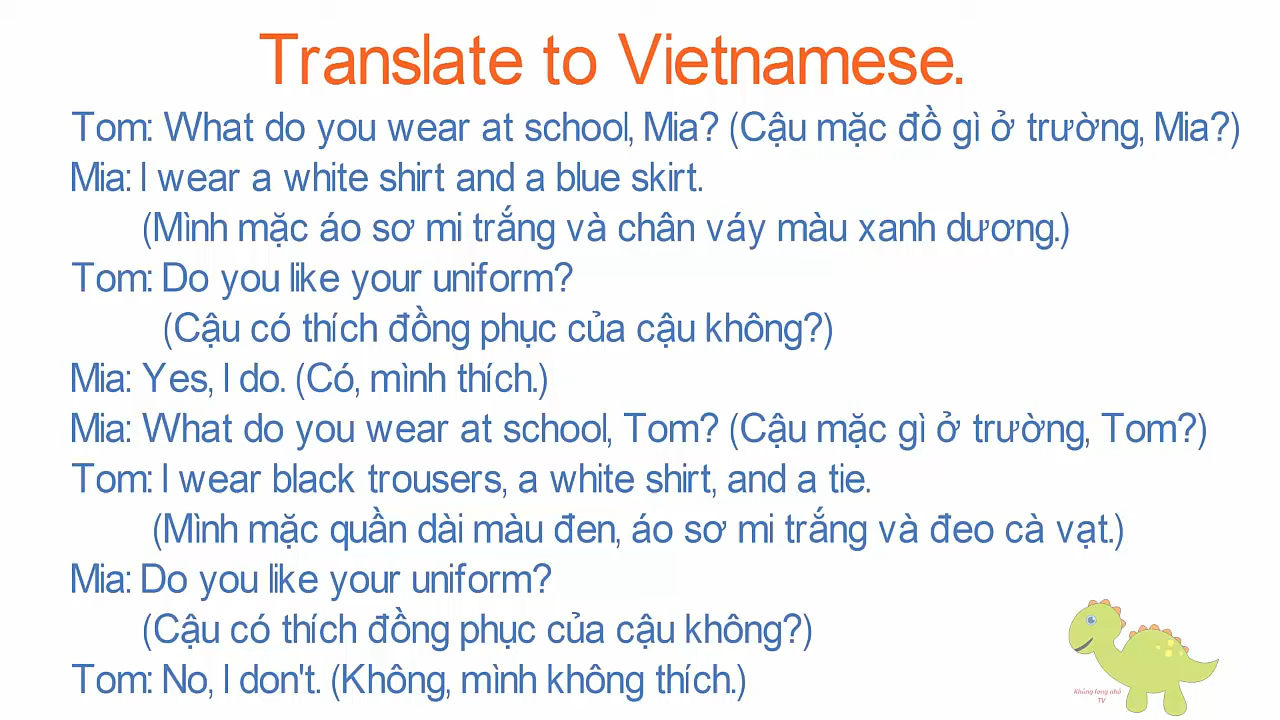 Translate to Vietnamese.
Tom: What do you wear at school, Mia? (Cậu mặc đồ gì ở trường, Mia?)
Mia: I wear a white shirt and a blue skirt.
(Mình mặc áo sơ mi trắng và chân váy màu xanh dương.)
Tom: Do you like your uniform?
(Cậu có thích đồng phục của cậu không?)
Mia: Yes, I do. (Có, mình thích.)
Mia: What do you wear at school, Tom? (Cậu mặc gì ở trường, Tom?)
Tom: I wear black trousers, a white shirt, and a tie.
(Mình mặc quần dài màu đen, áo sơ mi trắng và đeo cà vạt.)
Mia: Do you like your uniform?
(Cậu có thích đồng phục của cậu không?)
Tom: No, I don't. (Không, mình không thích.)
Khủng long nhỏ
TV